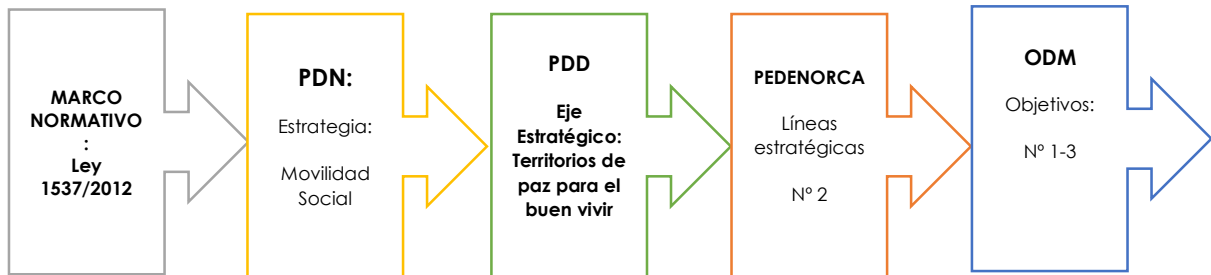 MARCO
NORMATIVO
:
Ley
1537/2012
PDN:
Estrategia:
Movilidad
Social
PDD
Eje
Estratégico:
Territorios de
paz para el
buen vivir
PEDENORCA
Líneas
estratégicas
Nº 2
ODM
Objetivos:
Nº 1-3